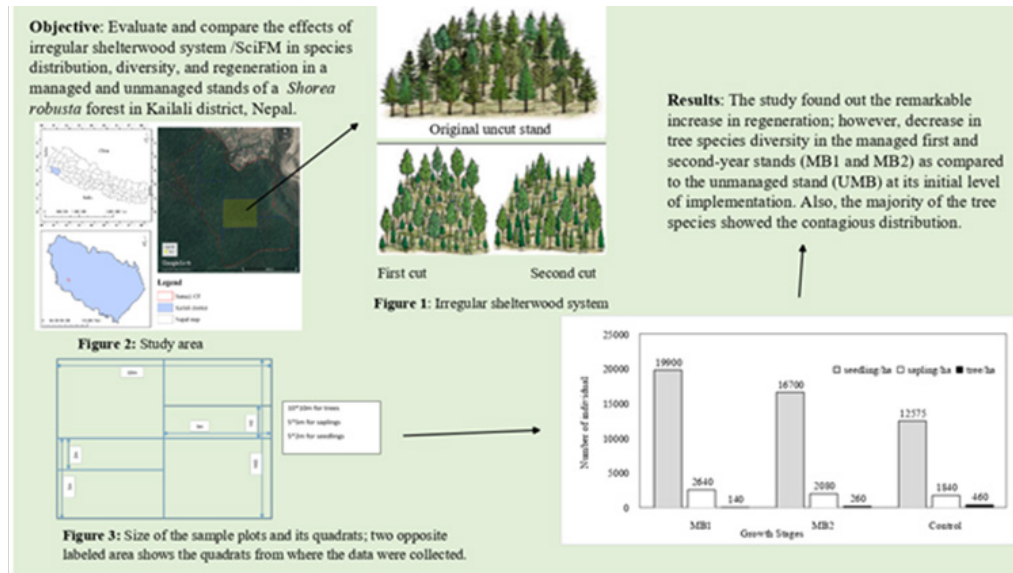 Objective: Evaluate and compare the effects of
irregular shelterwood system /SciFM in species
distribution, diversity, and regeneration in a
managed and unmanaged stands of a Shorea
robusta forest in Kailali district, Nepal.
Legend
Figure 2: Study area
Original uncut stand
First cut Second cut
Figure 1: Irregular shelterwood system
10*10m for trees
5*5m for saplings
5*2m for seedlings
Figure 3: Size of the sample plots and its quadrats; two opposite
labeled area shows the quadrats from where the data were collected.
Results: The study found out the remarkable
increase in regeneration; however, decrease in
tree species diversity in the managed first and
second-year stands (MB1 and MB2) as compared
to the unmanaged stand (UMB) at its initial level
of implementation. Also, the majority of the tree
species showed the contagious distribution.
Number of individual
25000
20000
15000
10000
5000
0
seedling/ha sapling/ha tree/ha
19900
2640
140
16700
2080
260
12575
1840
460
MB1 MB2 Control
Growth Stages